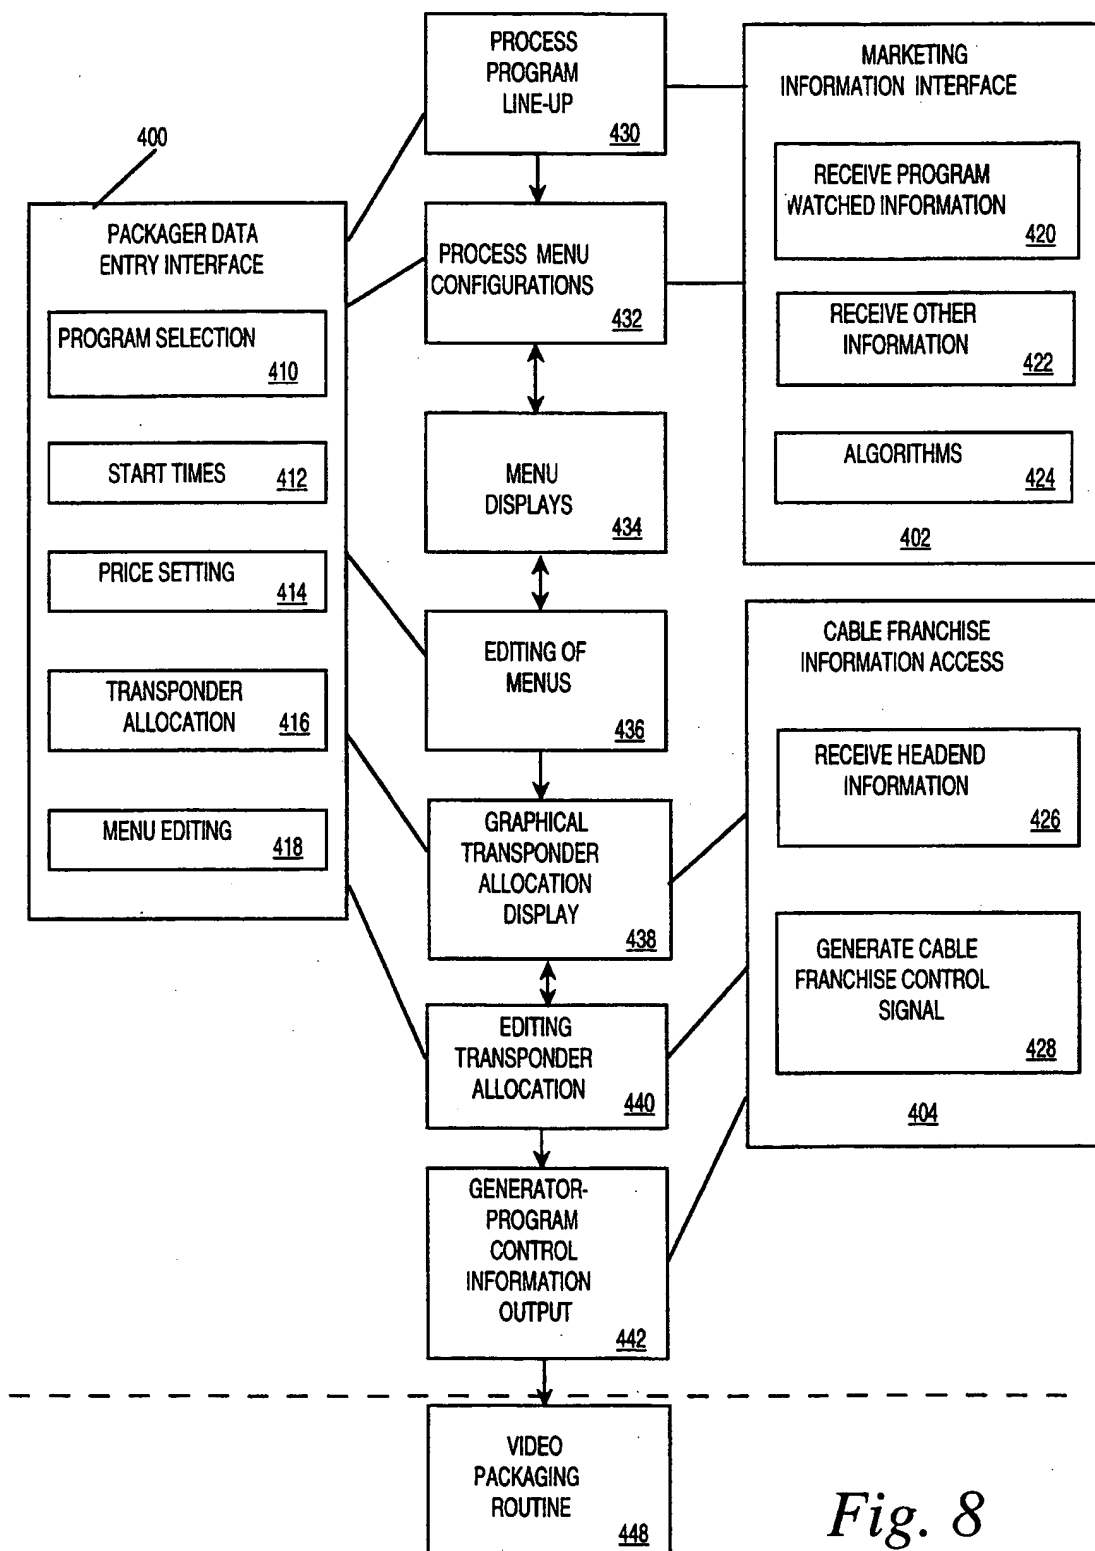 400
PACKAGER DATA
ENTRY INTERFACE
PROGRAM SELECTION
410
START TIMES
412
PRICE SETTING
414
TRANSPONDER
ALLOCATION
416
MENU EDITING
418
PROCESS
PROGRAM
LINE-UP
430
PROCESS MENU
CONFIGURATIONS
432
MENU
DISPLAYS
434
EDITING OF
MENUS
436
GRAPHICAL
TRANSPONDER
ALLOCATION
DISPLAY
438
EDITING
TRANSPONDER
ALLOCATION
440
GENERATOR-
PROGRAM
CONTROL
INFORMATION
OUTPUT
442
VIDEO
PACKAGING
ROUTINE
448
MARKETING
INFORMATION INTERFACE
RECEIVE PROGRAM
WATCHED INFORMATION
420
RECEIVE OTHER
INFORMATION
422
ALGORITHMS
424
402
CABLE FRANCHISE
INFORMATION ACCESS
RECEIVE HEADEND
INFORMATION
426
GENERATE CABLE
FRANCHISE CONTROL
SIGNAL
428
404
Fig. 8